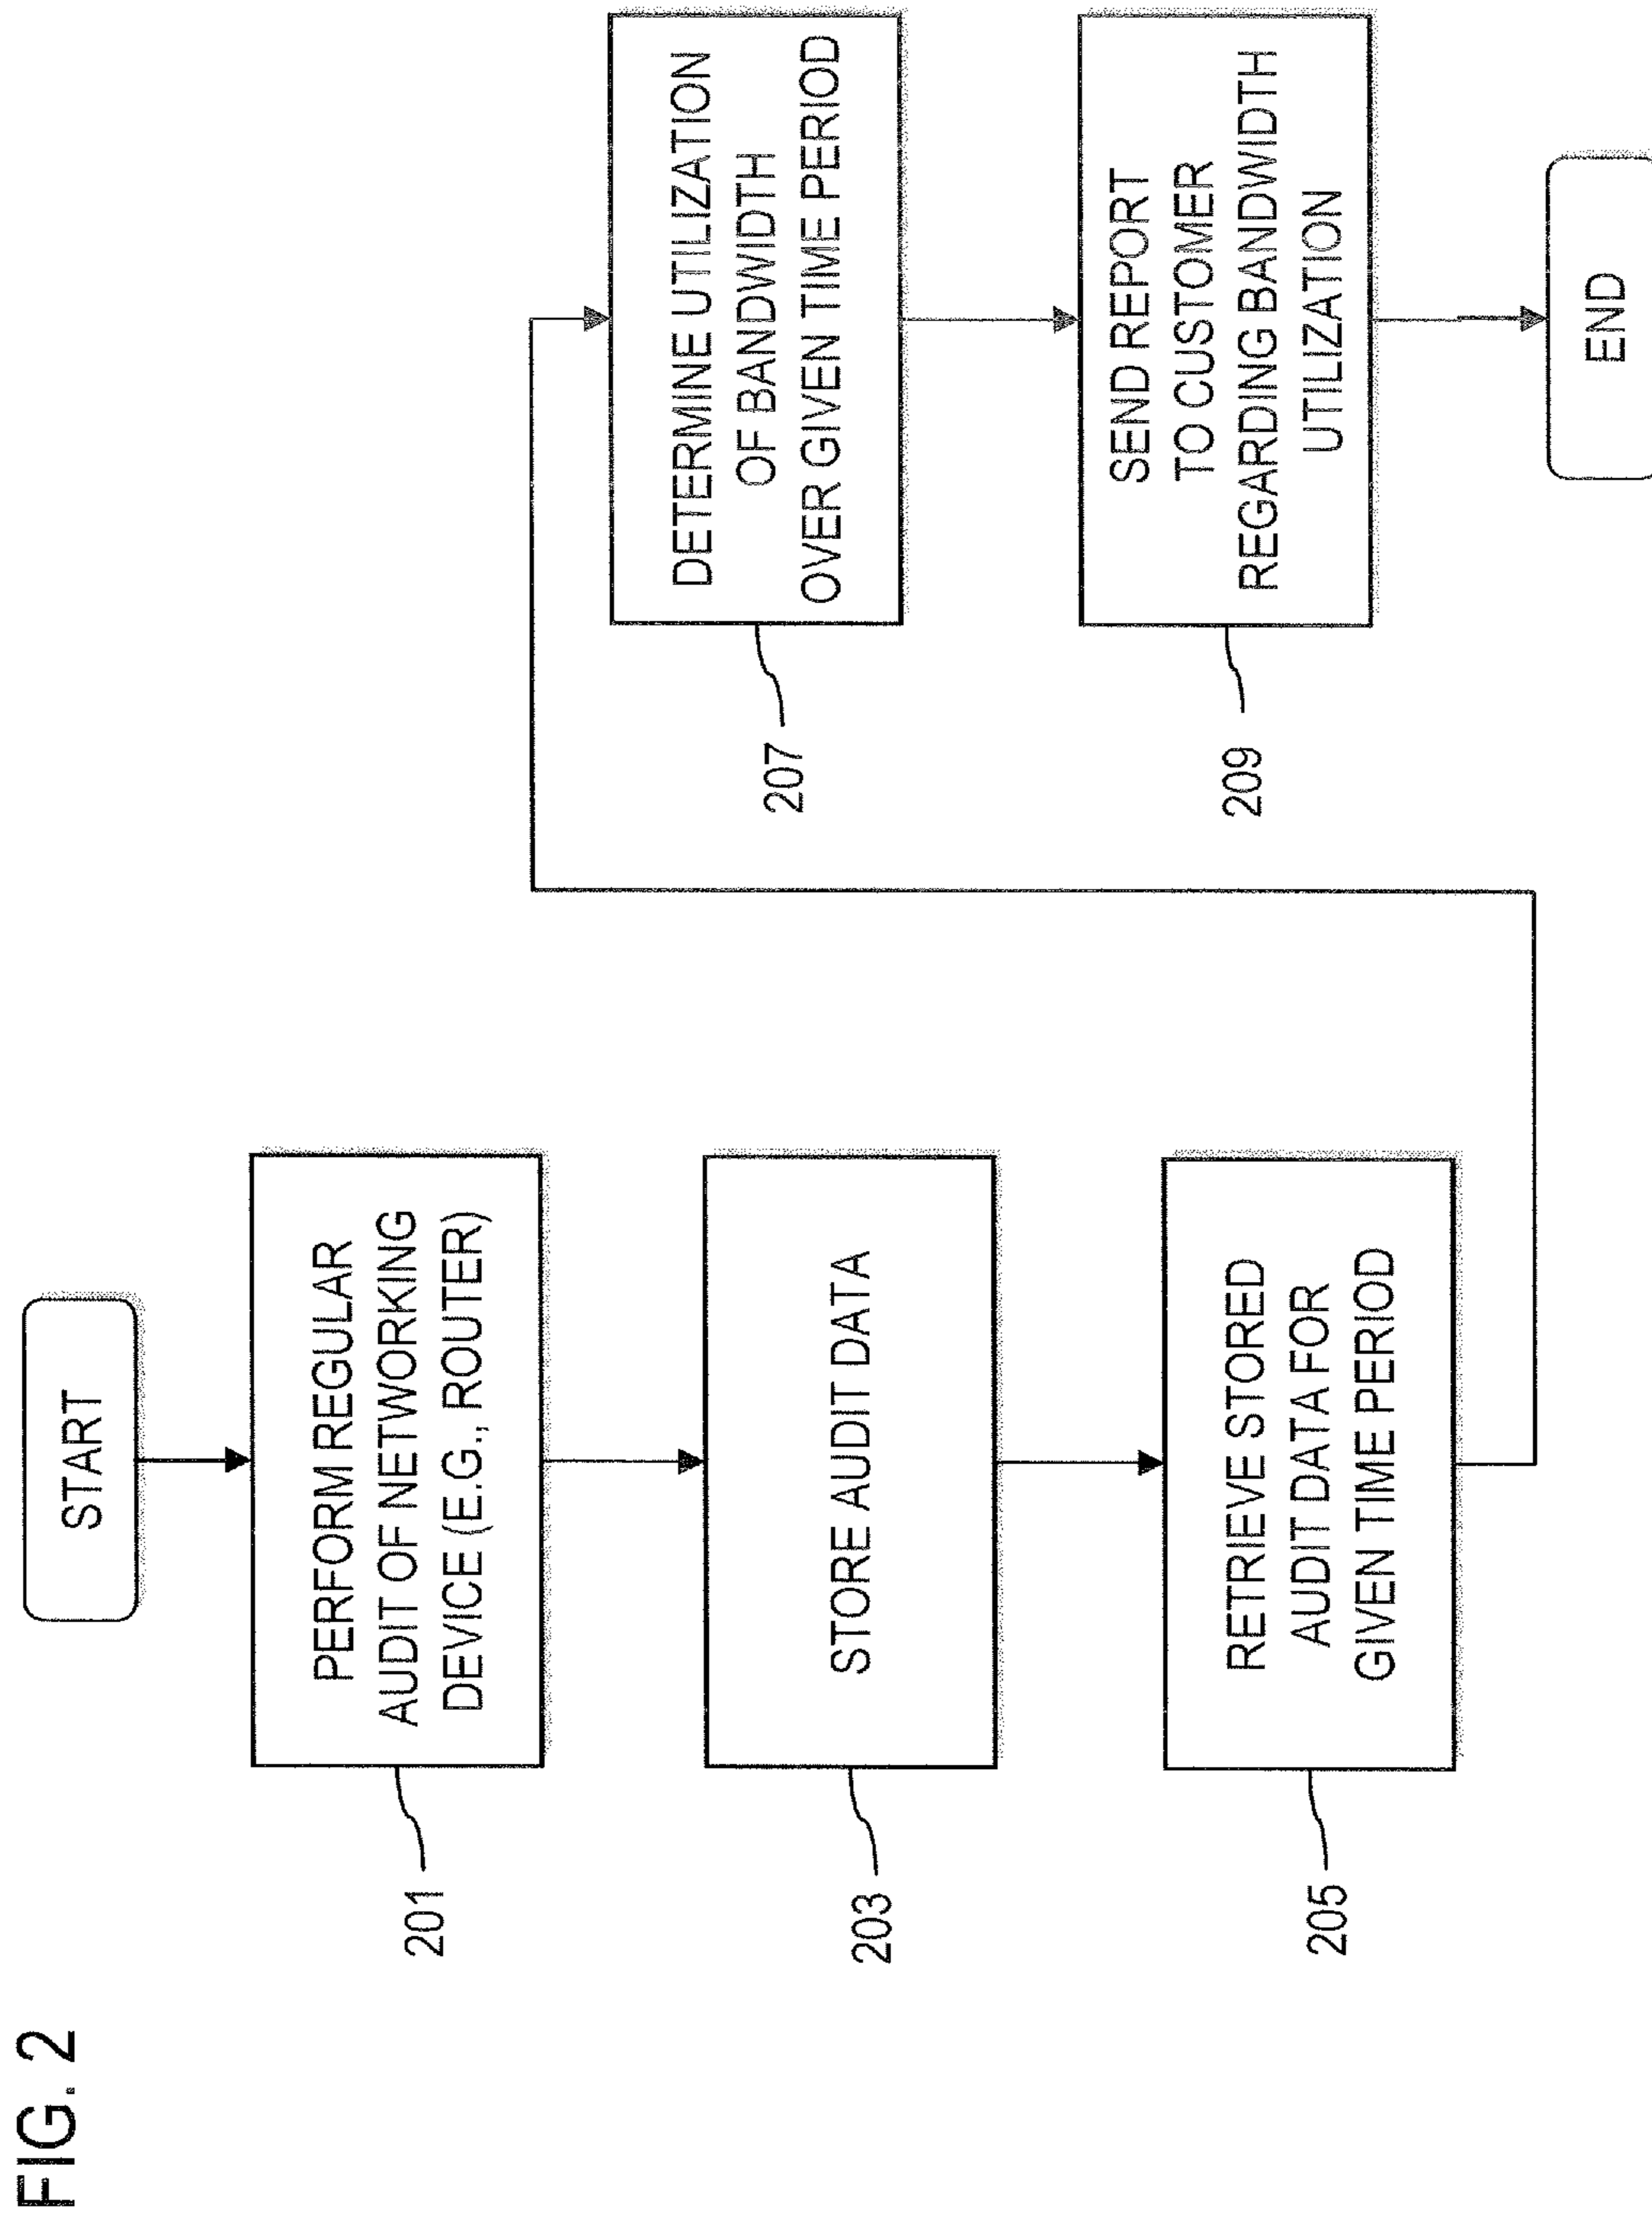 FIG. 2
START
PERFORM REGULAR
AUDIT OF NETWORKING
DEVICE (E.G., ROUTER)
201
STORE AUDIT DATA
203
RETRIEVE STORED
AUDIT DATA FOR
GIVEN TIME PERIOD
205
DETERMINE UTILIZATION
OF BANDWIDTH
OVER GIVEN TIME PERIOD
207
SEND REPORT
TO CUSTOMER
REGARDING BANDWIDTH
UTILIZATION
209
END